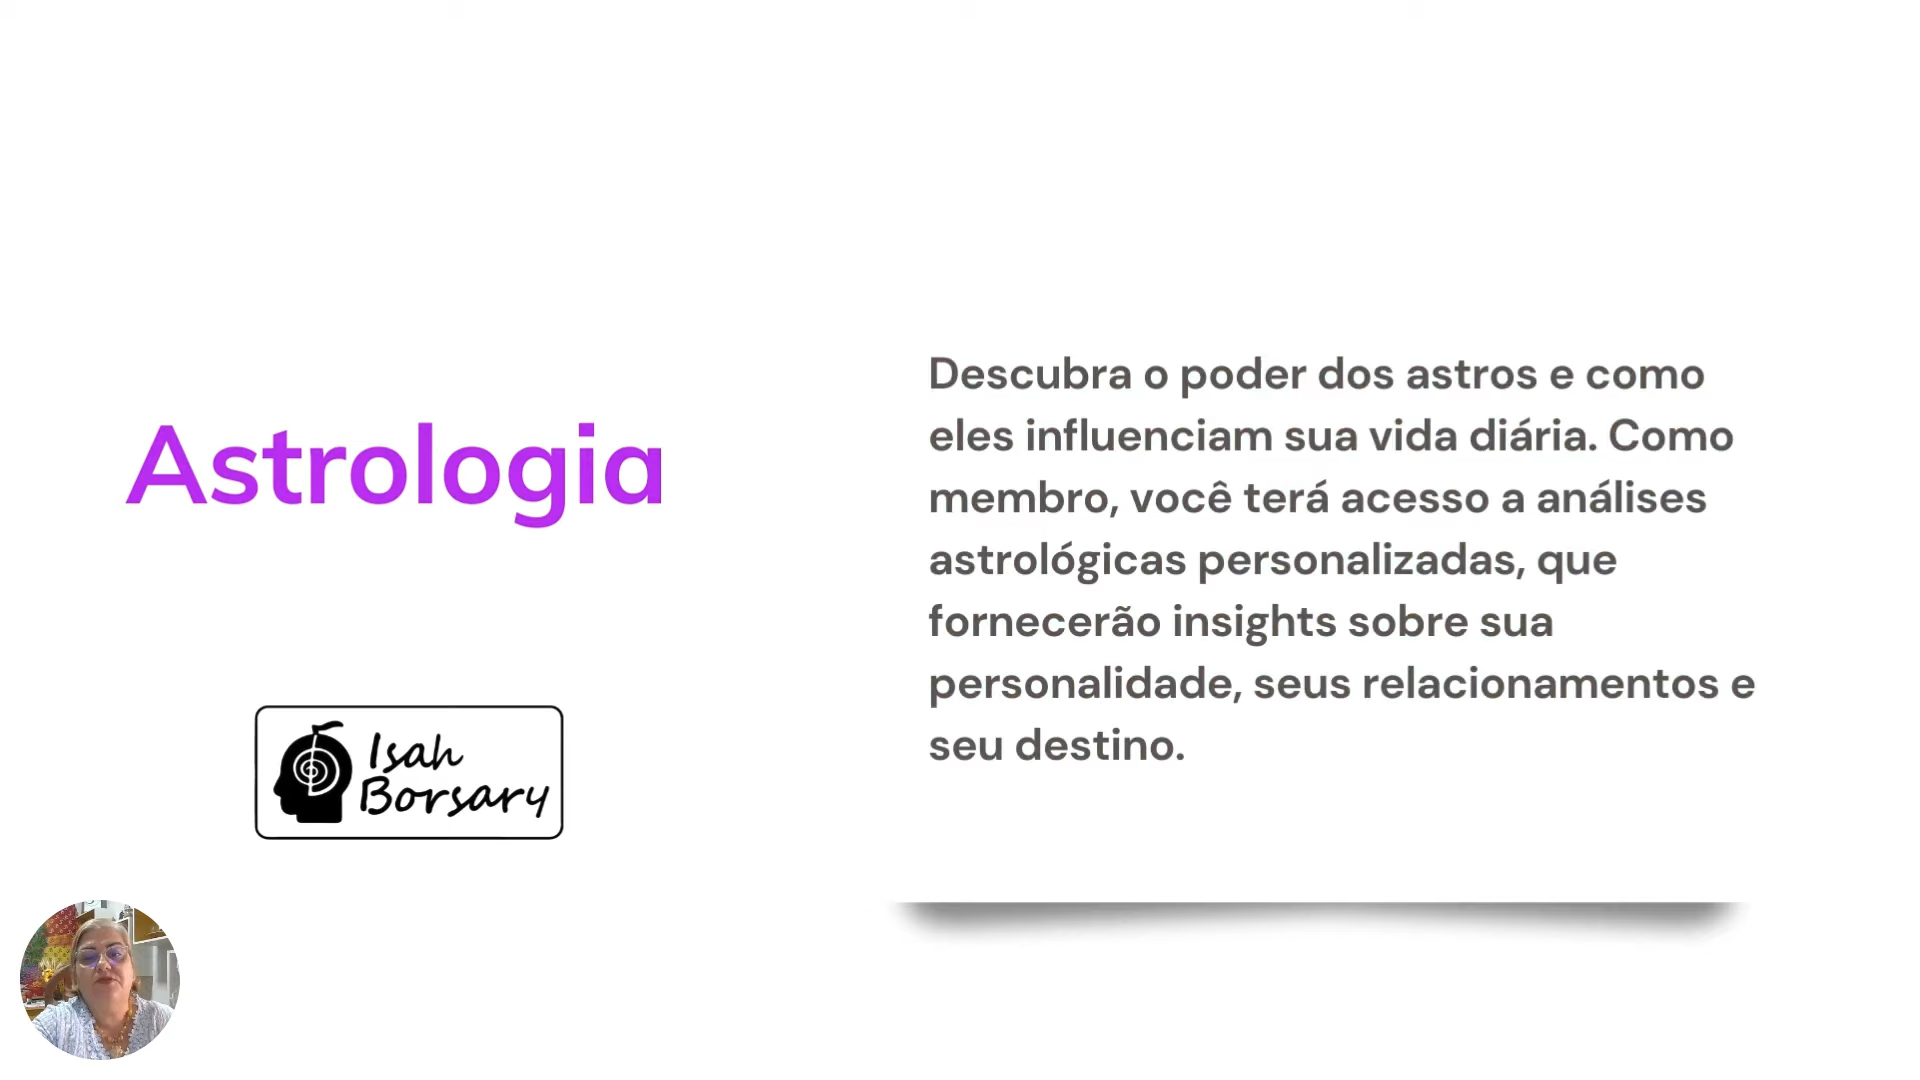 Astrologia
Isah
Borsary
Descubra o poder dos astros e como
eles influenciam sua vida diária. Como
membro, você terá acesso a análises
astrológicas personalizadas, que
fornecerão insights sobre sua
personalidade, seus relacionamentos e
seu destino.